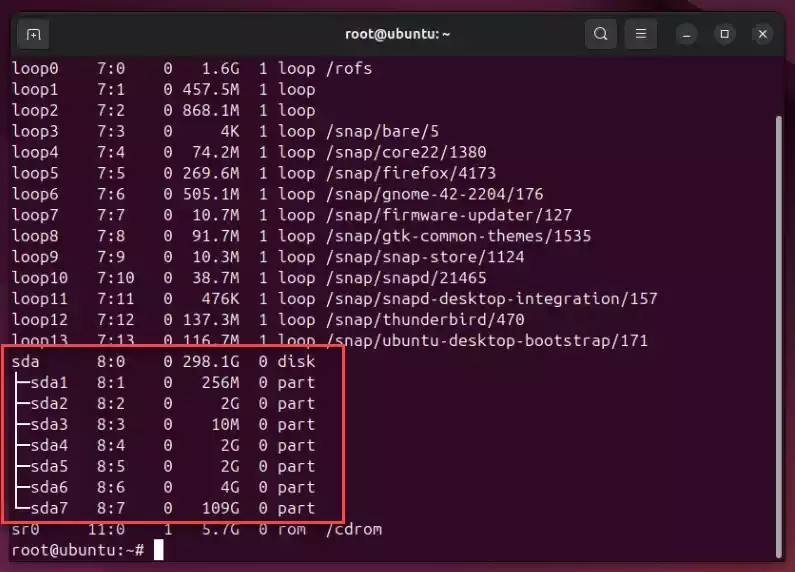 root@ubuntu: ~
loop0 7:0 0 1.6G 1 loop /rofs
loop1 7:1 0 457.5M 1 loop
loop2 7:2 0 868.1M 1 loop
loop3 7:3 0 4K 1 loop /snap/bare/5
loop4 7:4 0 74.2M 1 loop /snap/core22/1380
loop5 7:5 0 269.6M 1 loop /snap/firefox/4173
loop6 7:6 0 505.1M 1 loop /snap/gnome-42-2204/176
loop7 7:7 0 10.7M 1 loop /snap/firmware-updater/127
loop8 7:8 0 91.7M 1 loop /snap/gtk-common-themes/1535
loop9 7:9 0 10.3M 1 loop /snap/snap-store/1124
loop10 7:10 0 38.7M 1 loop /snap/snapd/21465
loop11 7:11 0 476K 1 loop /snap/snapd-desktop-integration/157
loop12 7:12 0 137.3M 1 loop /snap/thunderbird/470
loop13 7:13 0 116.7M 1 loop /snap/ubuntu-desktop-bootstrap/171
sda 8:0 0 298.1G 0 disk
├─sda1 8:1 0 256M 0 part
├─sda2 8:2 0 2G 0 part
├─sda3 8:3 0 10M 0 part
├─sda4 8:4 0 2G 0 part
├─sda5 8:5 0 2G 0 part
├─sda6 8:6 0 4G 0 part
└─sda7 8:7 0 109G 0 part
sr0 11:0 1 5.7G 0 rom /cdrom
root@ubuntu:~#